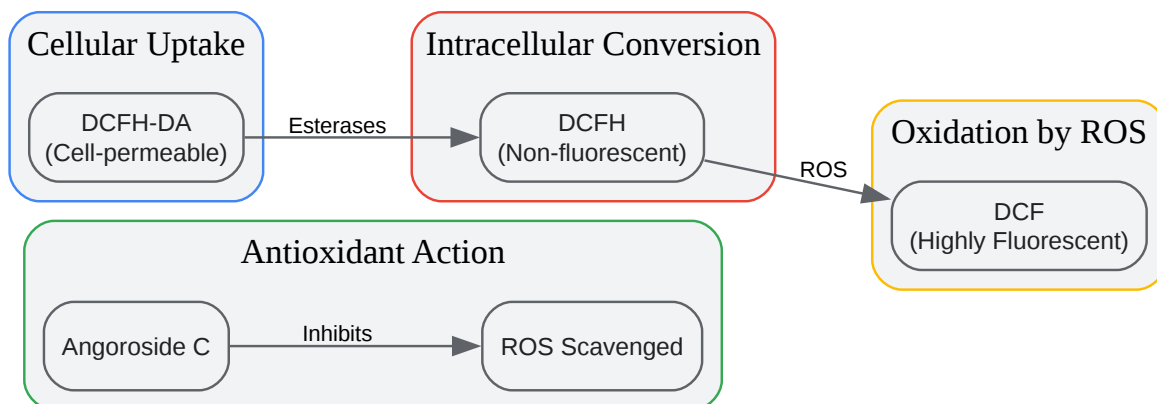 Cellular Uptake
DCFH-DA
(Cell-permeable)
Esterases
Intracellular Conversion
DCFH
(Non-fluorescent)
ROS
Oxidation by ROS
DCF
(Highly Fluorescent)
Antioxidant Action
Angoroside C
Inhibits
ROS Scavenged